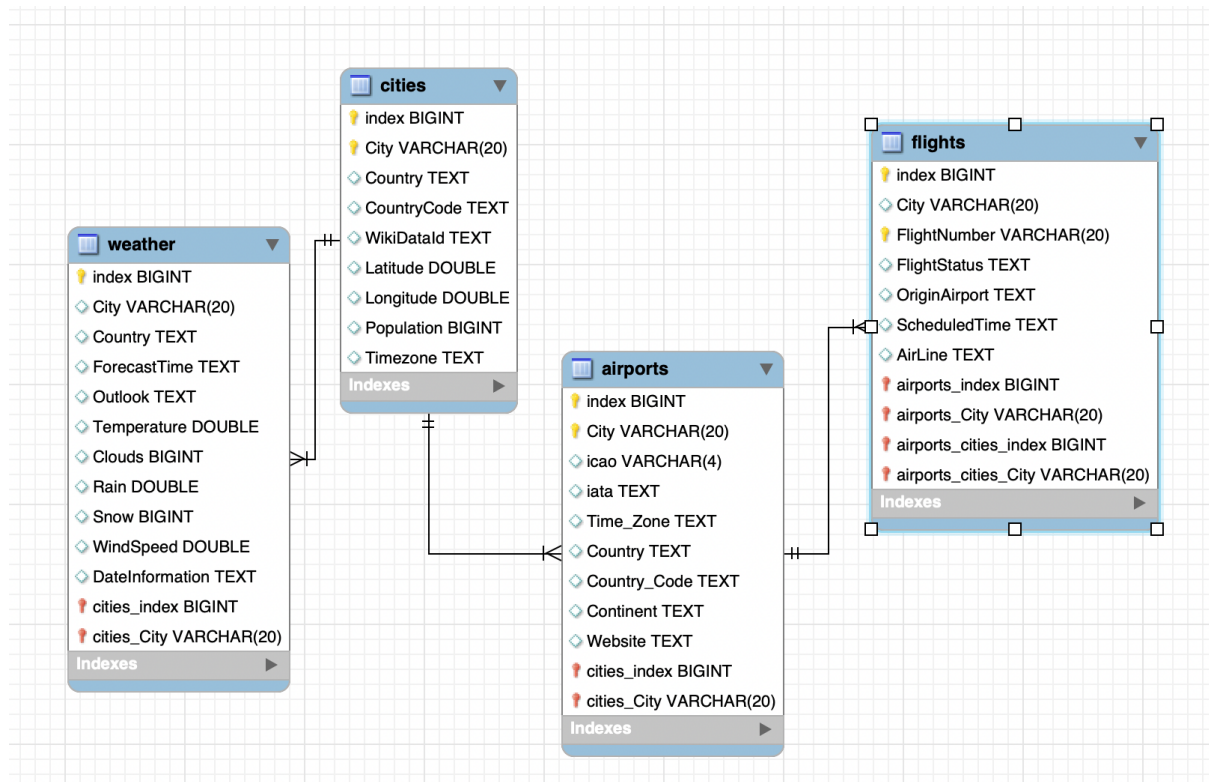 cities
index BIGINT
City VARCHAR(20)
Country TEXT
CountryCode TEXT
WikiDataId TEXT
Latitude DOUBLE
Longitude DOUBLE
Population BIGINT
Timezone TEXT
Indexes
weather
index BIGINT
City VARCHAR(20)
Country TEXT
ForecastTime TEXT
Outlook TEXT
Temperature DOUBLE
Clouds BIGINT
Rain DOUBLE
Snow BIGINT
WindSpeed DOUBLE
DateInformation TEXT
cities_index BIGINT
cities_City VARCHAR(20)
Indexes
airports
index BIGINT
City VARCHAR(20)
icao VARCHAR(4)
iata TEXT
Time_Zone TEXT
Country TEXT
Country_Code TEXT
Continent TEXT
Website TEXT
cities_index BIGINT
cities_City VARCHAR(20)
Indexes
flights
index BIGINT
City VARCHAR(20)
FlightNumber VARCHAR(20)
FlightStatus TEXT
OriginAirport TEXT
ScheduledTime TEXT
AirLine TEXT
airports_index BIGINT
airports_City VARCHAR(20)
airports_cities_index BIGINT
airports_cities_City VARCHAR(20)
Indexes